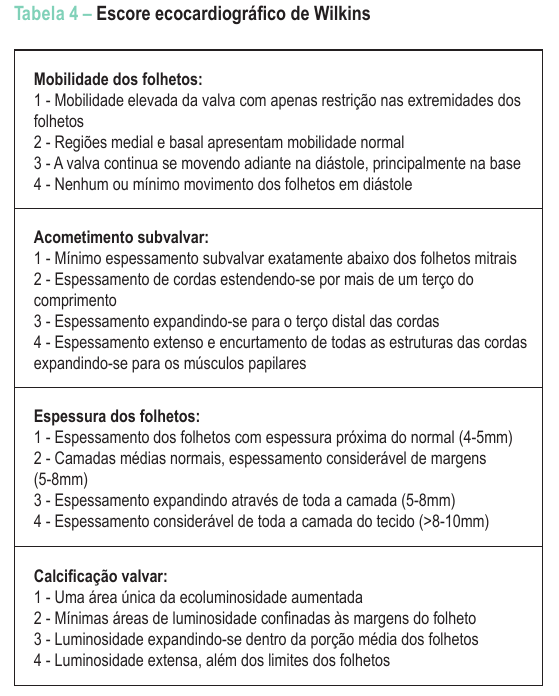 Tabela 4 – Escore ecocardiográfico de Wilkins
Mobilidade dos folhetos:
1 - Mobilidade elevada da valva com apenas restrição nas extremidades dos
folhetos
2 - Regiões medial e basal apresentam mobilidade normal
3 - A valva continua se movendo adiante na diástole, principalmente na base
4 - Nenhum ou mínimo movimento dos folhetos em diástole
Acometimento subvalvar:
1 - Mínimo espessamento subvalvar exatamente abaixo dos folhetos mitrais
2 - Espessamento de cordas estendendo-se por mais de um terço do
comprimento
3 - Espessamento expandindo-se para o terço distal das cordas
4 - Espessamento extenso e encurtamento de todas as estruturas das cordas
expandindo-se para os músculos papilares
Espessura dos folhetos:
1 - Espessamento dos folhetos com espessura próxima do normal (4-5mm)
2 - Camadas médias normais, espessamento considerável de margens
(5-8mm)
3 - Espessamento expandindo através de toda a camada (5-8mm)
4 - Espessamento considerável de toda a camada do tecido (>8-10mm)
Calcificação valvar:
1 - Uma área única da ecoluminosidade aumentada
2 - Mínimas áreas de luminosidade confinadas às margens do folheto
3 - Luminosidade expandindo-se dentro da porção média dos folhetos
4 - Luminosidade extensa, além dos limites dos folhetos